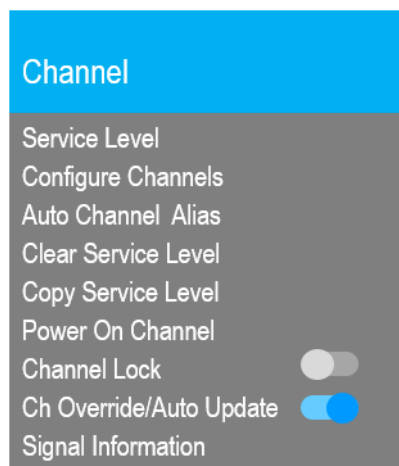 Channel
Service Level
Configure Channels
Auto Channel Alias
Clear Service Level
Copy Service Level
Power On Channel
Channel Lock
Ch Override/Auto Update
Signal Information